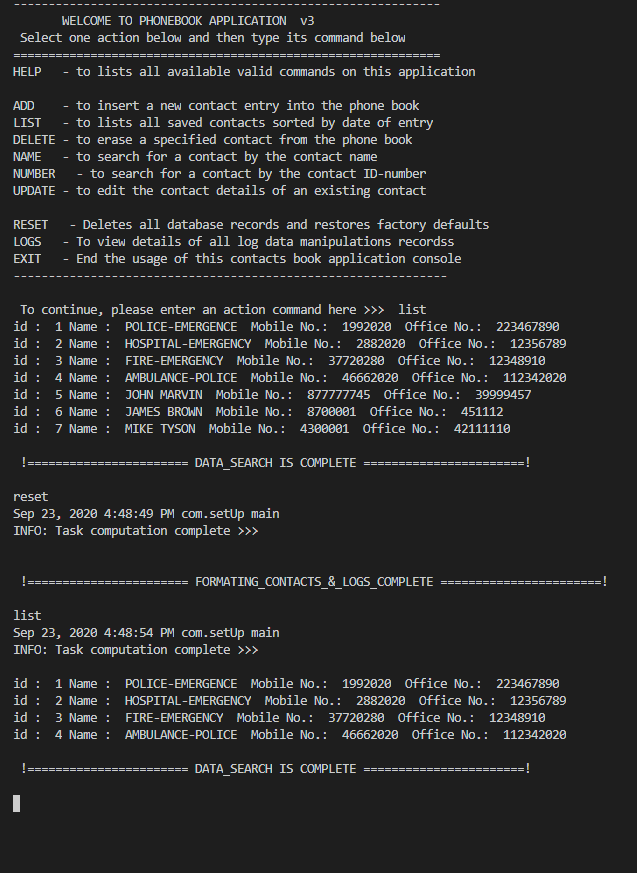 -------------------------------------------------------------
WELCOME TO PHONEBOOK APPLICATION  v3
Select one action below and then type its command below
=============================================================
HELP   - to lists all available valid commands on this application
ADD    - to insert a new contact entry into the phone book
LIST   - to lists all saved contacts sorted by date of entry
DELETE - to erase a specified contact from the phone book
NAME   - to search for a contact by the contact name
NUMBER   - to search for a contact by the contact ID-number
UPDATE - to edit the contact details of an existing contact
RESET   - Deletes all database records and restores factory defaults
LOGS   - To view details of all log data manipulations recordss
EXIT   - End the usage of this contacts book application console
--------------------------------------------------------------
To continue, please enter an action command here >>>  list
id :  1 Name :  POLICE-EMERGENCE  Mobile No.:  1992020  Office No.:  223467890
id :  2 Name :  HOSPITAL-EMERGENCY  Mobile No.:  2882020  Office No.:  12356789
id :  3 Name :  FIRE-EMERGENCY  Mobile No.:  37720280  Office No.:  12348910
id :  4 Name :  AMBULANCE-POLICE  Mobile No.:  46662020  Office No.:  112342020
id :  5 Name :  JOHN MARVIN  Mobile No.:  877777745  Office No.:  39999457
id :  6 Name :  JAMES BROWN  Mobile No.:  8700001  Office No.:  451112
id :  7 Name :  MIKE TYSON  Mobile No.:  4300001  Office No.:  42111110
!======================= DATA_SEARCH IS COMPLETE =======================!
reset
Sep 23, 2020 4:48:49 PM com.setUp main
INFO: Task computation complete >>>
!======================= FORMATING_CONTACTS_&_LOGS_COMPLETE =======================!
list
Sep 23, 2020 4:48:54 PM com.setUp main
INFO: Task computation complete >>>
id :  1 Name :  POLICE-EMERGENCE  Mobile No.:  1992020  Office No.:  223467890
id :  2 Name :  HOSPITAL-EMERGENCY  Mobile No.:  2882020  Office No.:  12356789
id :  3 Name :  FIRE-EMERGENCY  Mobile No.:  37720280  Office No.:  12348910
id :  4 Name :  AMBULANCE-POLICE  Mobile No.:  46662020  Office No.:  112342020
!======================= DATA_SEARCH IS COMPLETE =======================!